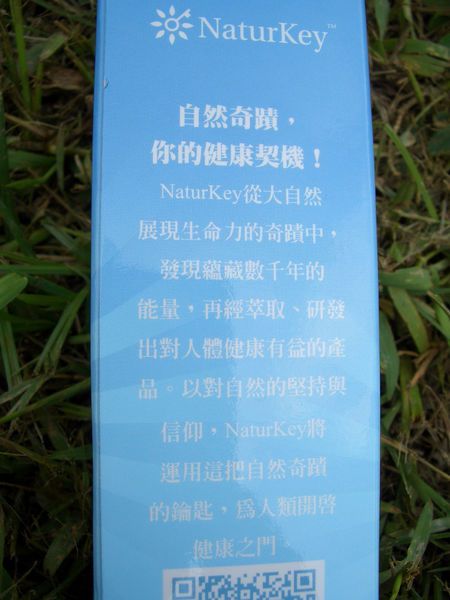 NaturKey™
自然奇蹟，
你的健康契機！
NaturKey從大自然
展現生命力的奇蹟中，
發現蘊藏數千年的
能量，再經萃取、研發
出對人體健康有益的產
品。以對自然的堅持與
信仰，NaturKey將
運用這把自然奇蹟
的鑰匙，為人類開啓
健康之門